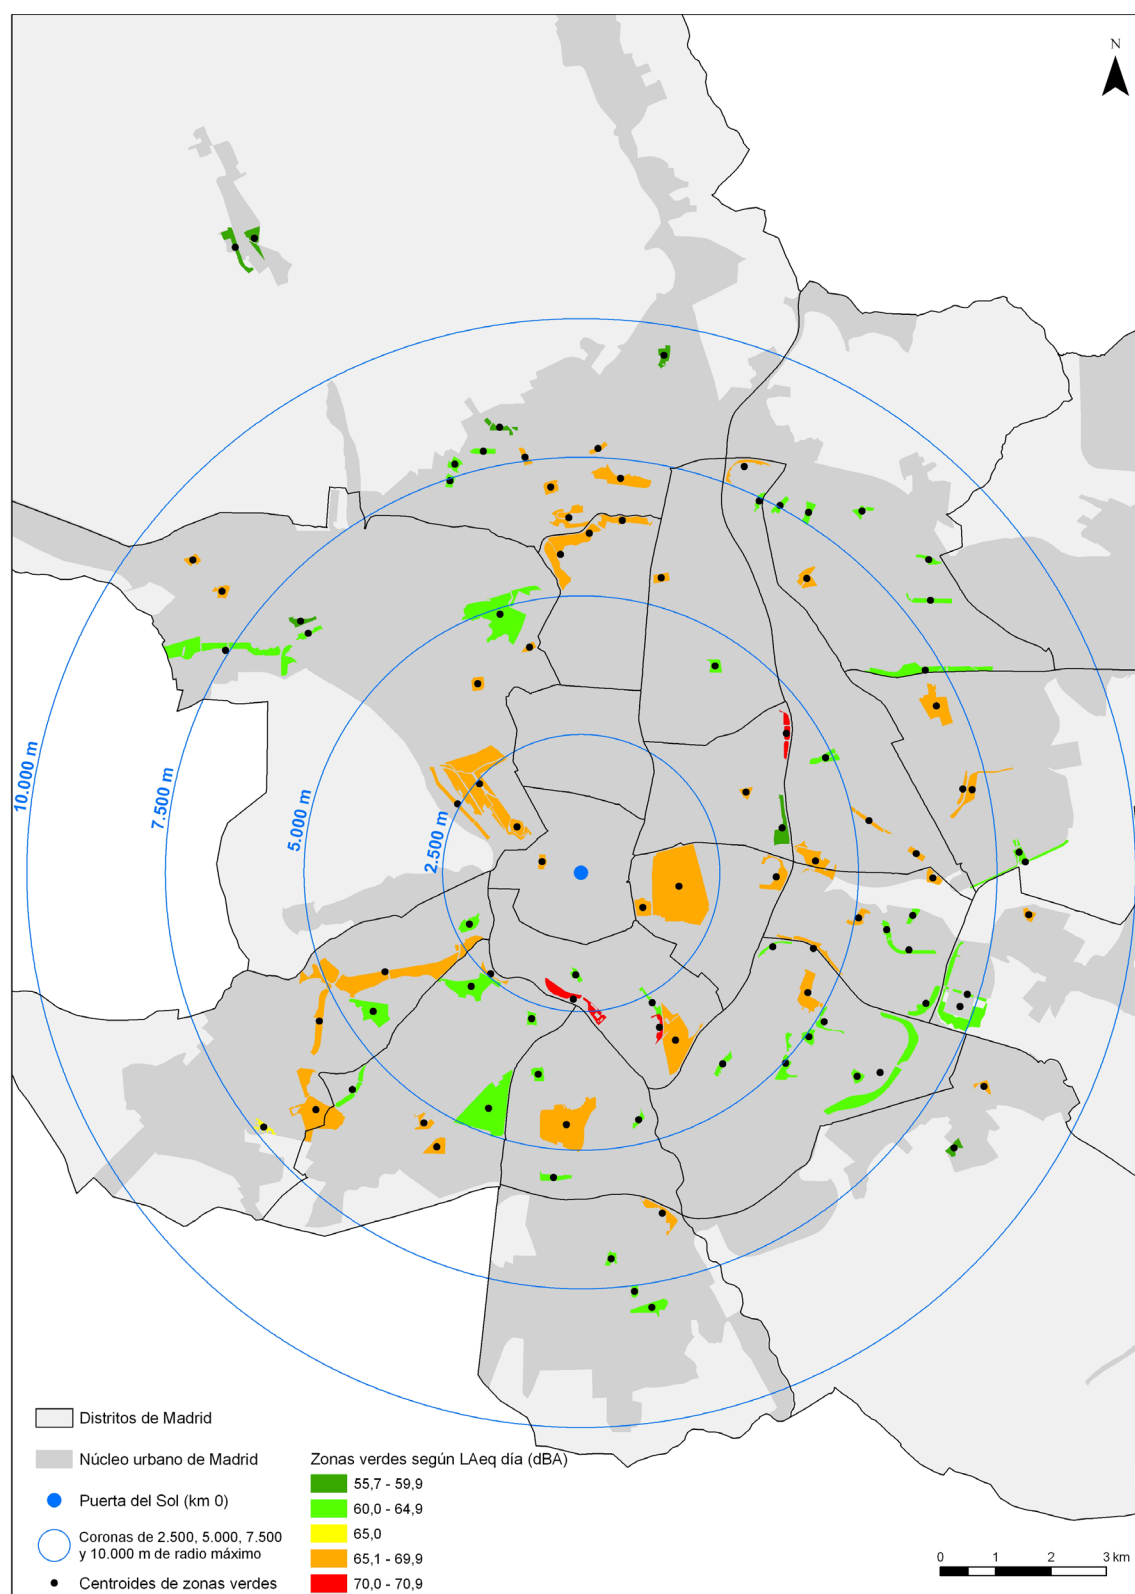 N
10.000 m
7.500 m
5.000 m
2.500 m
Distritos de Madrid
Núcleo urbano de Madrid
Puerta del Sol (km 0)
Coronas de 2.500, 5.000, 7.500
y 10.000 m de radio máximo
Centroides de zonas verdes
Zonas verdes según LAeq día (dBA)
55,7 - 59,9
60,0 - 64,9
65,0
65,1 - 69,9
70,0 - 70,9
0 1 2 3 km